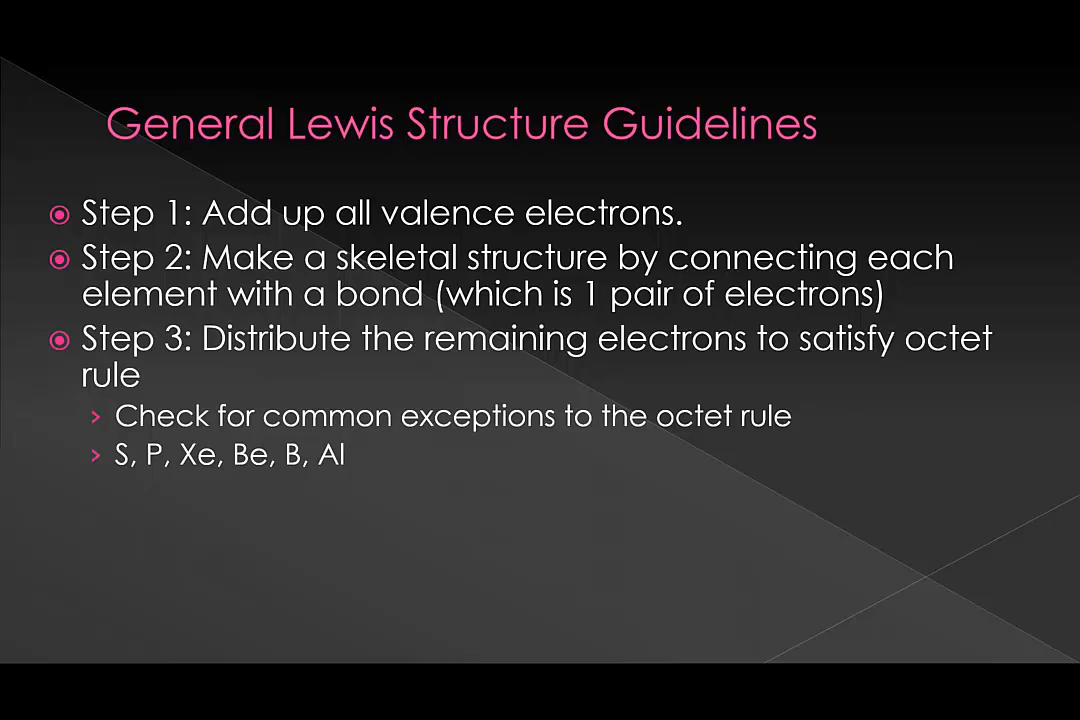 General Lewis Structure Guidelines
Step 1: Add up all valence electrons.
Step 2: Make a skeletal structure by connecting each
element with a bond (which is 1 pair of electrons)
Step 3: Distribute the remaining electrons to satisfy octet
rule
Check for common exceptions to the octet rule
S, P, Xe, Be, B, Al